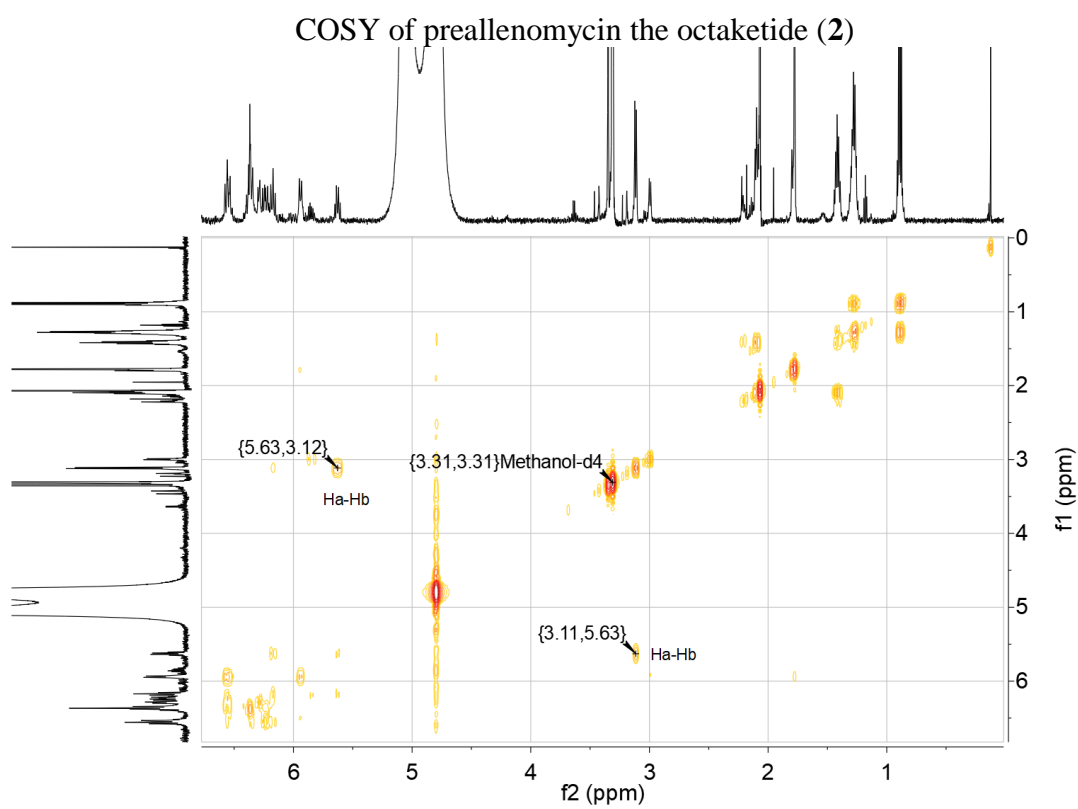 COSY of preallenomycin the octaketide (2)
0
1
{5.63,3.12}
{3.31,3.31}Methanol-d4
Ha-Hb
2
3
4
5
6
f1 (ppm)
{3.11,5.63}
Ha-Hb
6 5 4 3 2 1
f2 (ppm)